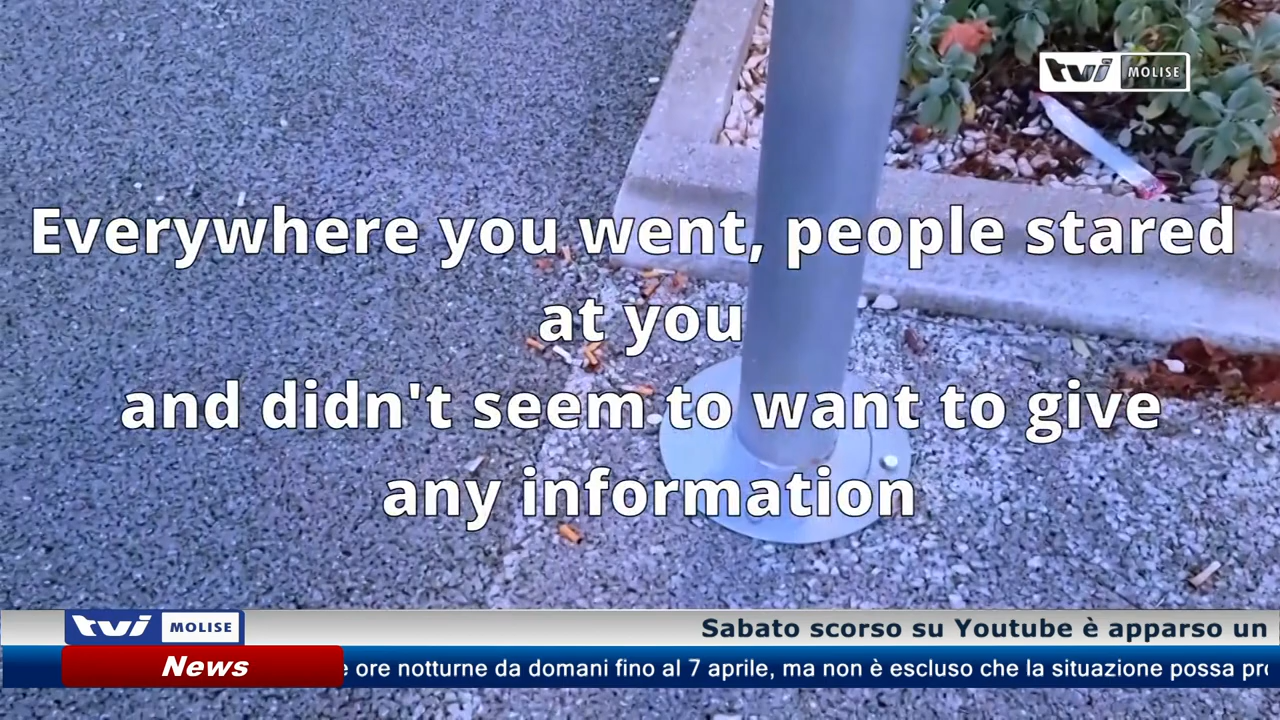 tvi MOLISE
Everywhere you went, people stared
at you
and didn't seem to want to give
any information
tvi MOLISE
Sabato scorso su Youtube è apparso un
News
ore notturne da domani fino al 7 aprile, ma non è escluso che la situazione possa